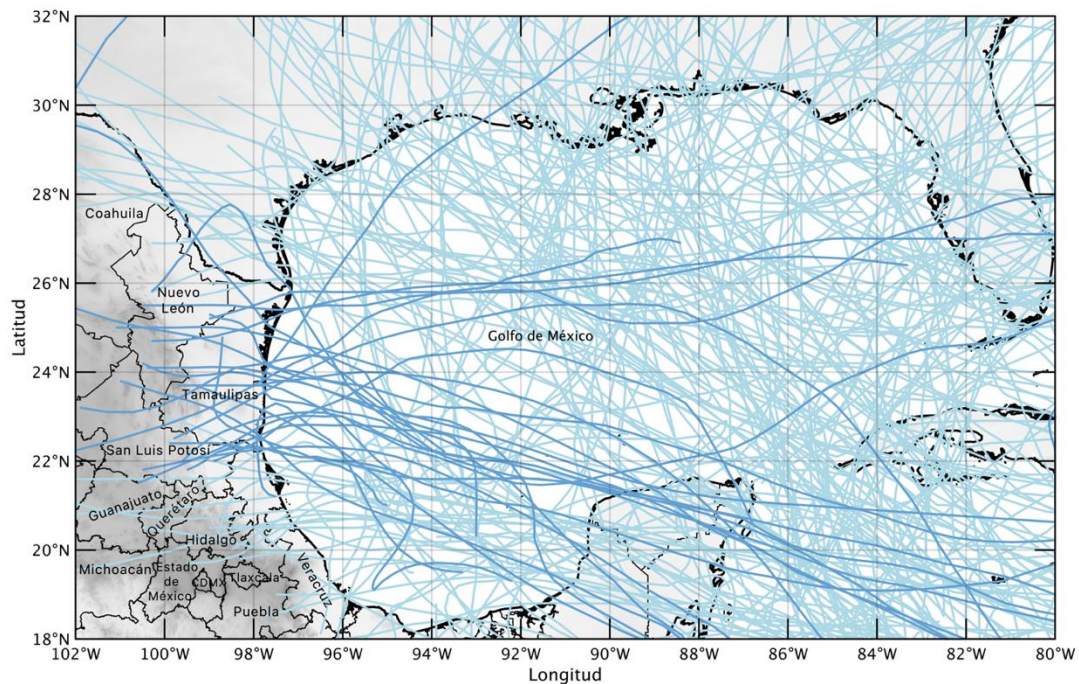 32°N
30°N
28°N
26°N
24°N
22°N
20°N
18°N
Latitud
Coahuila
Nuevo
León
Golfo de México
Tamaulipas
San Luis Potosí
Guanajuato
Querétaro
Hidalgo
Michoacán
Estado
de
México
CDMX
Tlaxcala
Veracruz
Puebla
102°W 100°W 98°W 96°W 94°W 92°W 90°W 88°W 86°W 84°W 82°W 80°W
Longitud